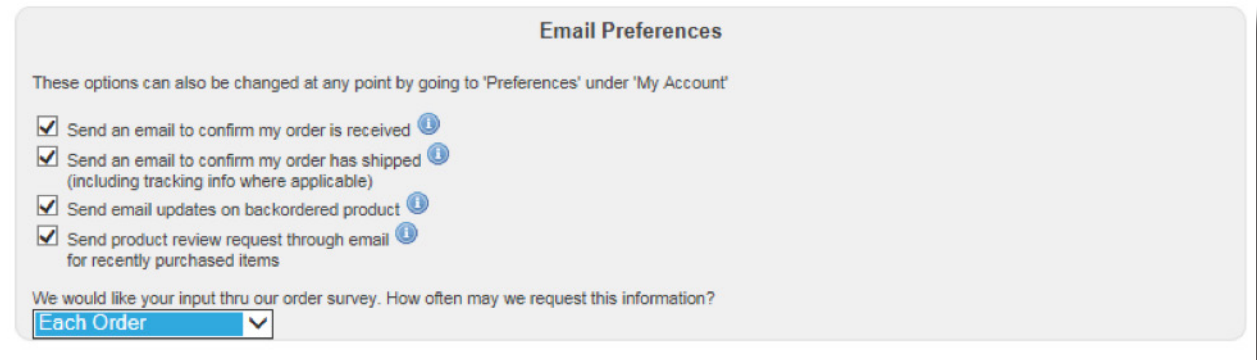 Email Preferences
These options can also be changed at any point by going to 'Preferences' under 'My Account'
Send an email to confirm my order is received
Send an email to confirm my order has shipped
(including tracking info where applicable)
Send email updates on backordered product
Send product review request through email
for recently purchased items
We would like your input thru our order survey. How often may we request this information?
Each Order